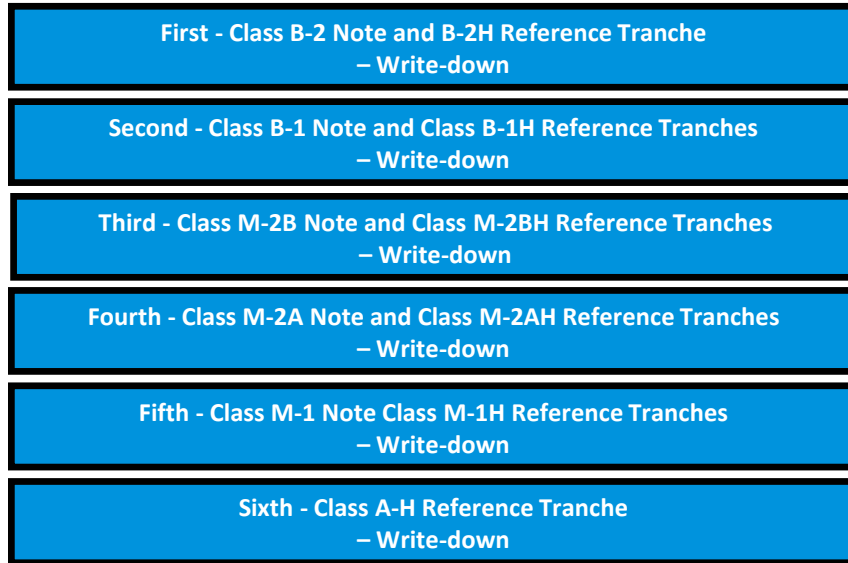 First - Class B-2 Note and B-2H Reference Tranche
– Write-down
Second - Class B-1 Note and Class B-1H Reference Tranches
– Write-down
Third - Class M-2B Note and Class M-2BH Reference Tranches
– Write-down
Fourth - Class M-2A Note and Class M-2AH Reference Tranches
– Write-down
Fifth - Class M-1 Note Class M-1H Reference Tranches
– Write-down
Sixth - Class A-H Reference Tranche
– Write-down